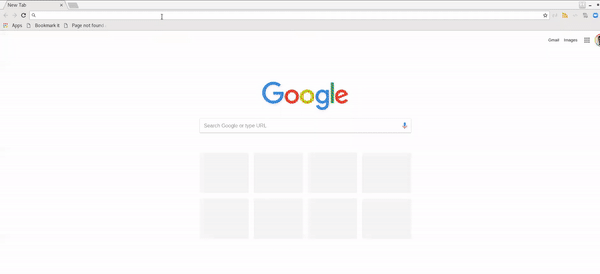 New Tab
Apps Bookmark It Page not found
Gmail Images
Google
Search Google or type URL